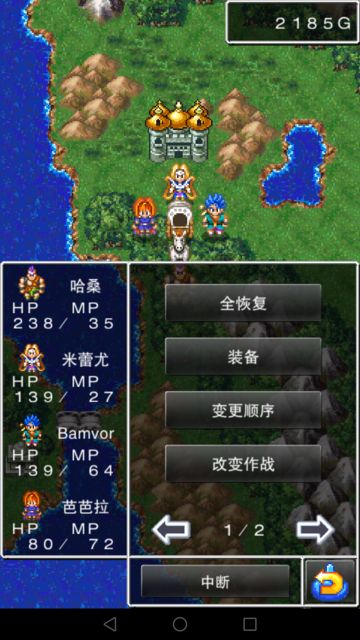 2185G
哈桑
HP MP
238/ 35
米蕾尤
HP MP
139/ 27
Bamvor
HP MP
139/ 64
芭芭拉
HP MP
80/ 72
全恢复
装备
变更顺序
改变作战
1/2
中断